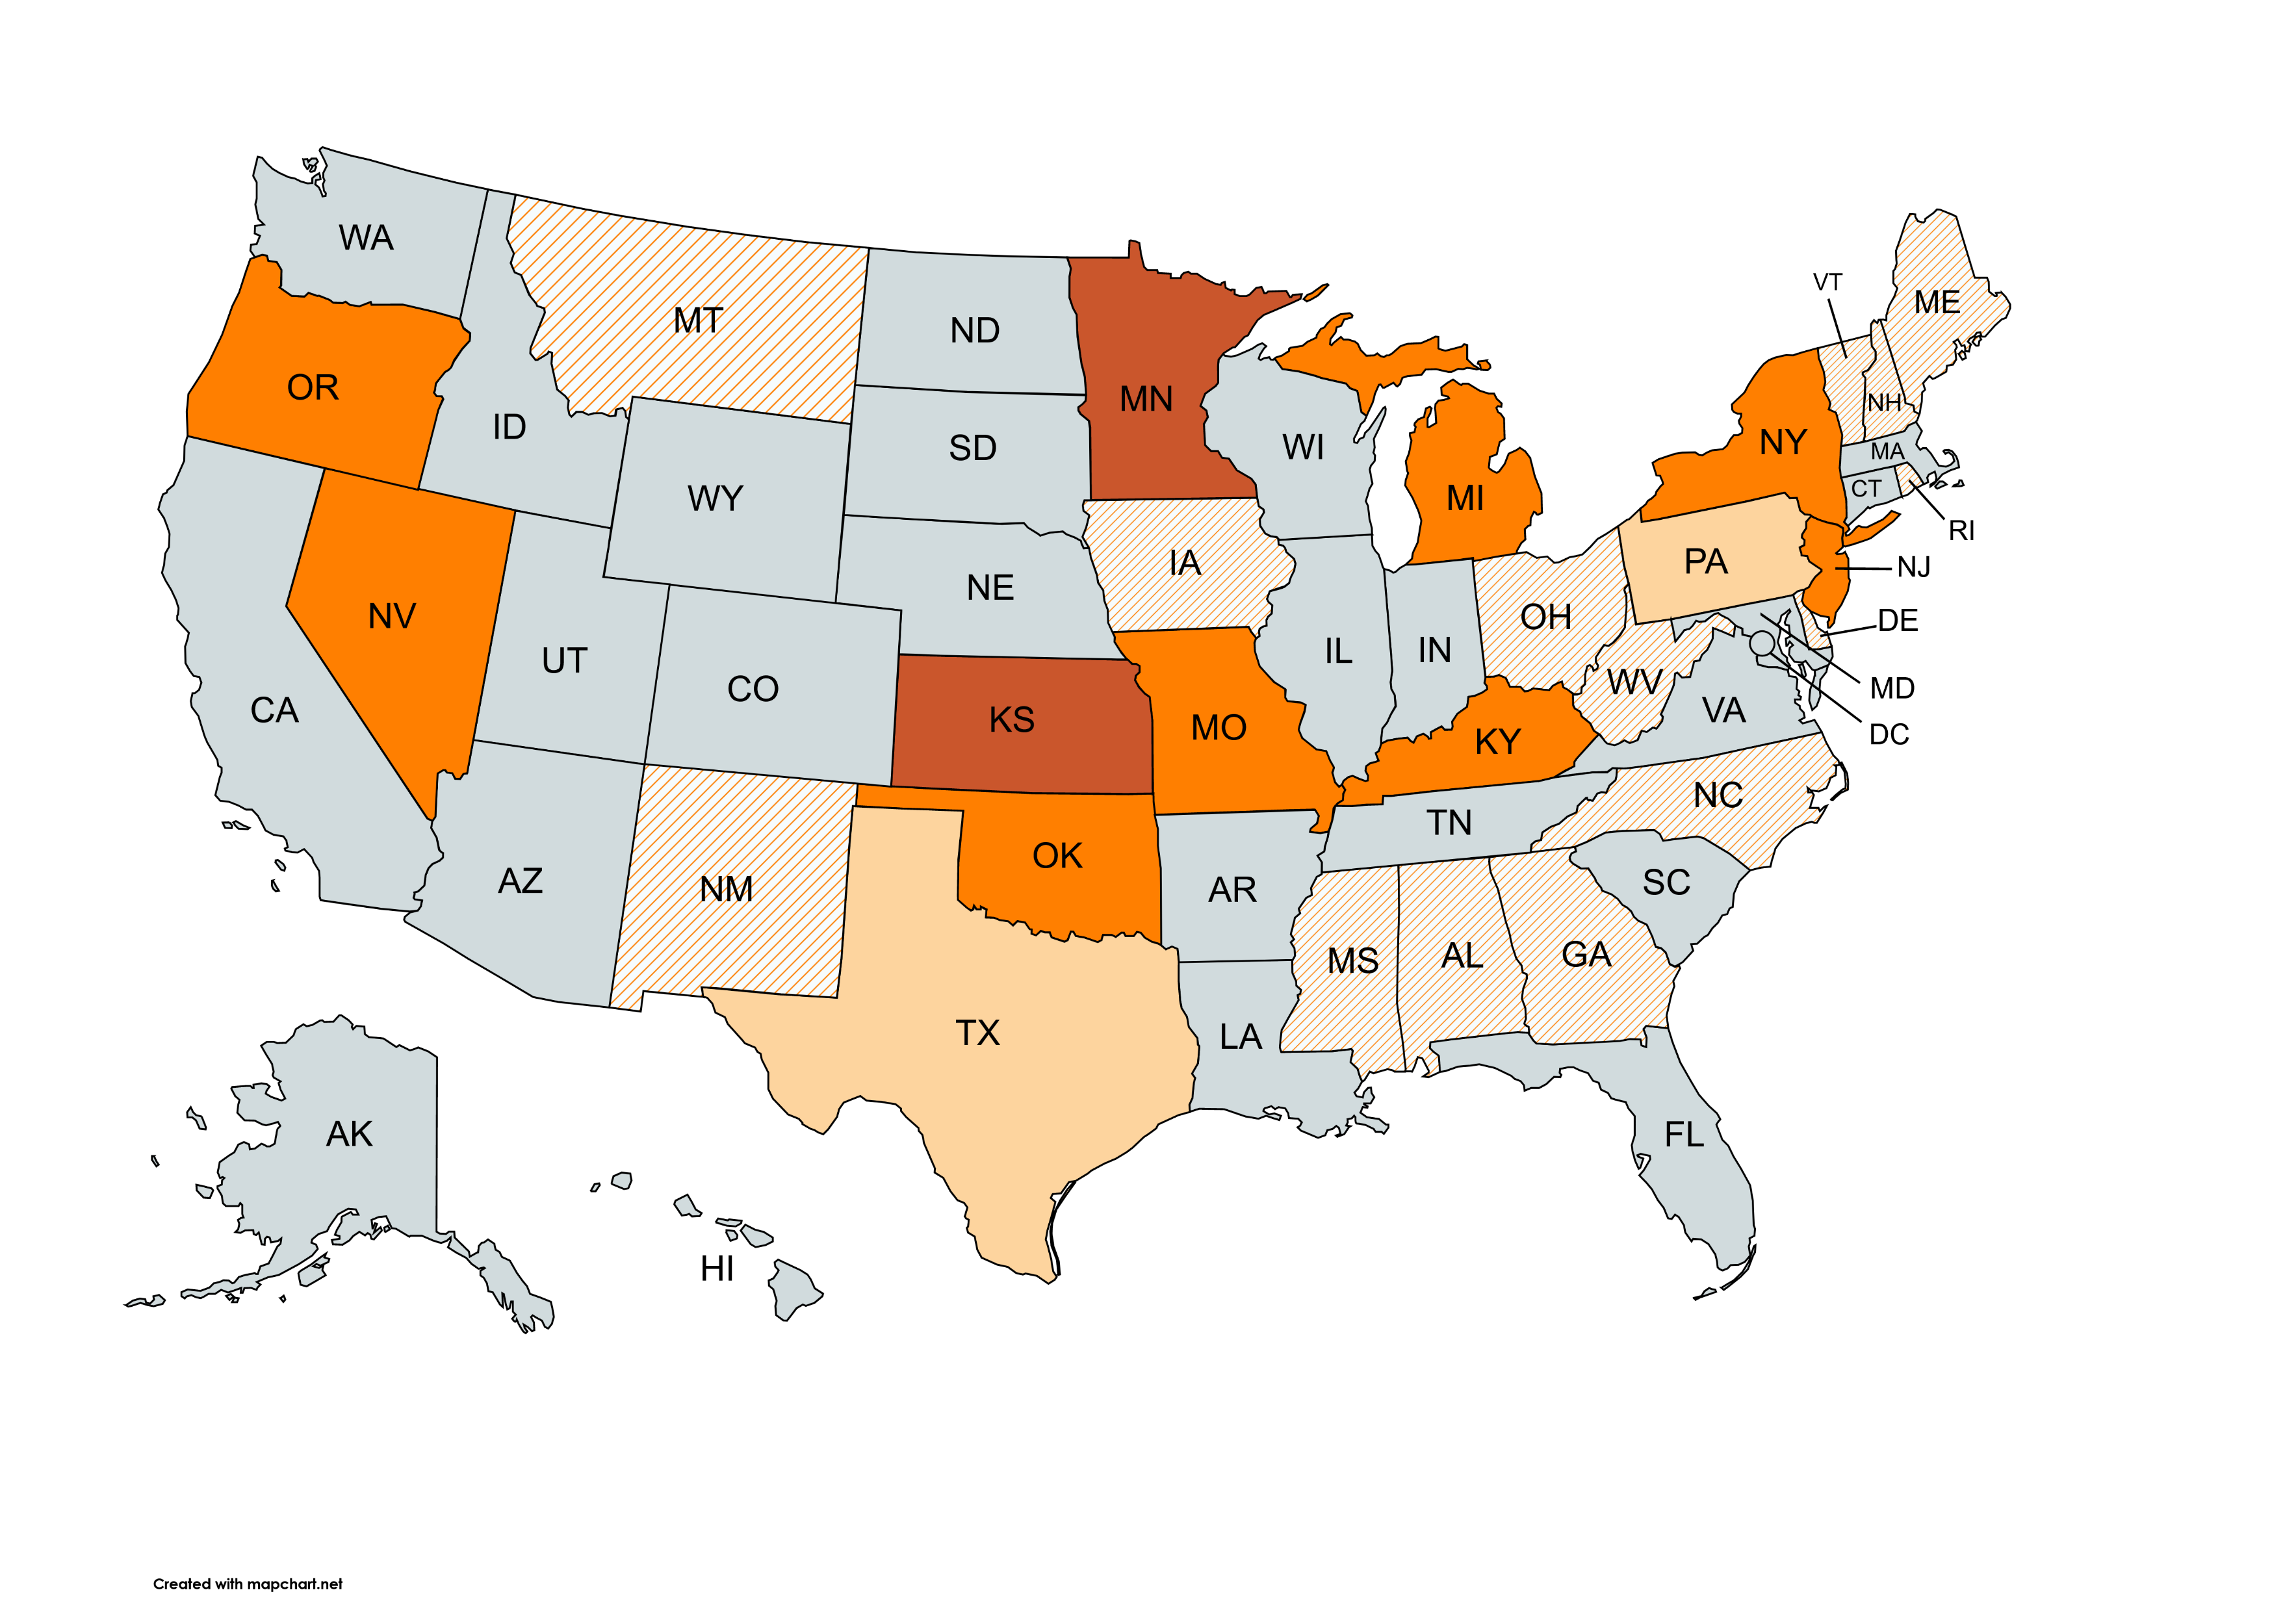 WA
MT
ND
MN
VT
ME
OR
ID
SD
WI
NH
NY
MA
WY
MI
CT
RI
IA
PA
NJ
NV
NE
OH
DE
UT
IL
IN
CO
WV
MD
CA
KS
MO
KY
VA
DC
NC
TN
OK
AZ
NM
AR
SC
MS
AL
GA
TX
LA
AK
FL
HI
Created with mapchart.net